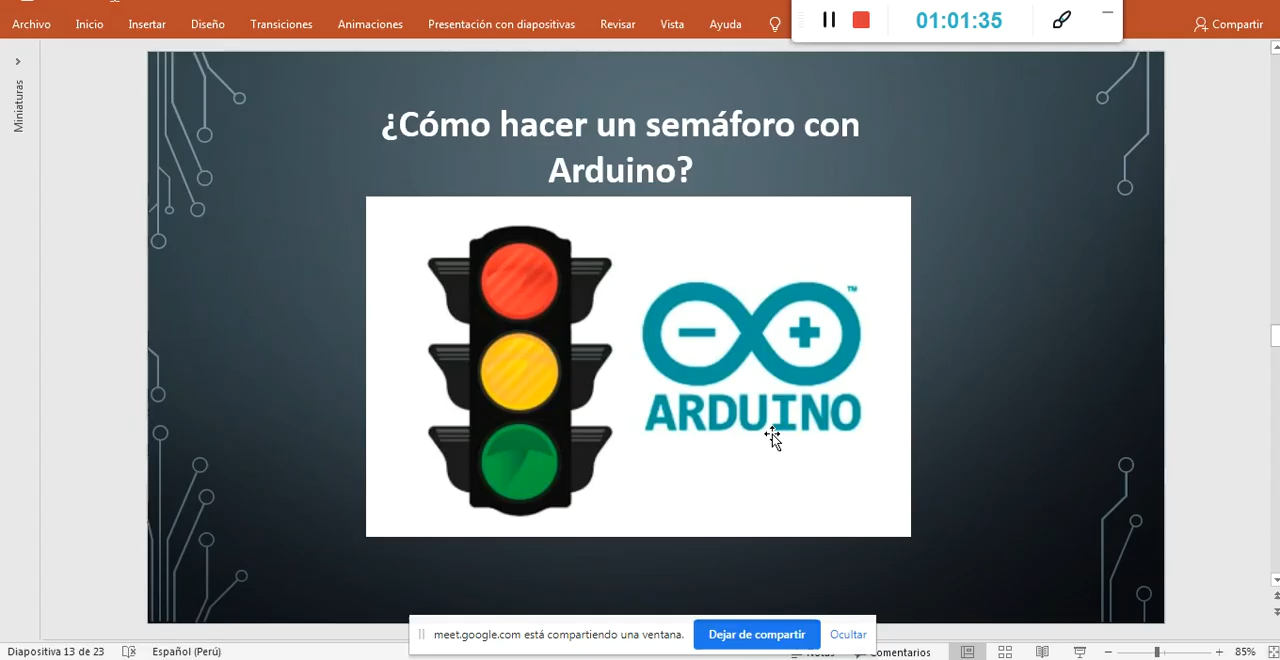 Archivo Inicio Insertar Diseño Transiciones Animaciones Presentación con diapositivas Revisar Vista Ayuda 01:01:35 Compartir
Miniaturas
¿Cómo hacer un semáforo con
Arduino?
ARDUINO
TM
meet.google.com está compartiendo una ventana. Dejar de compartir Ocultar
Diapositiva 13 de 23 Español (Perú) Notas Comentarios 85%